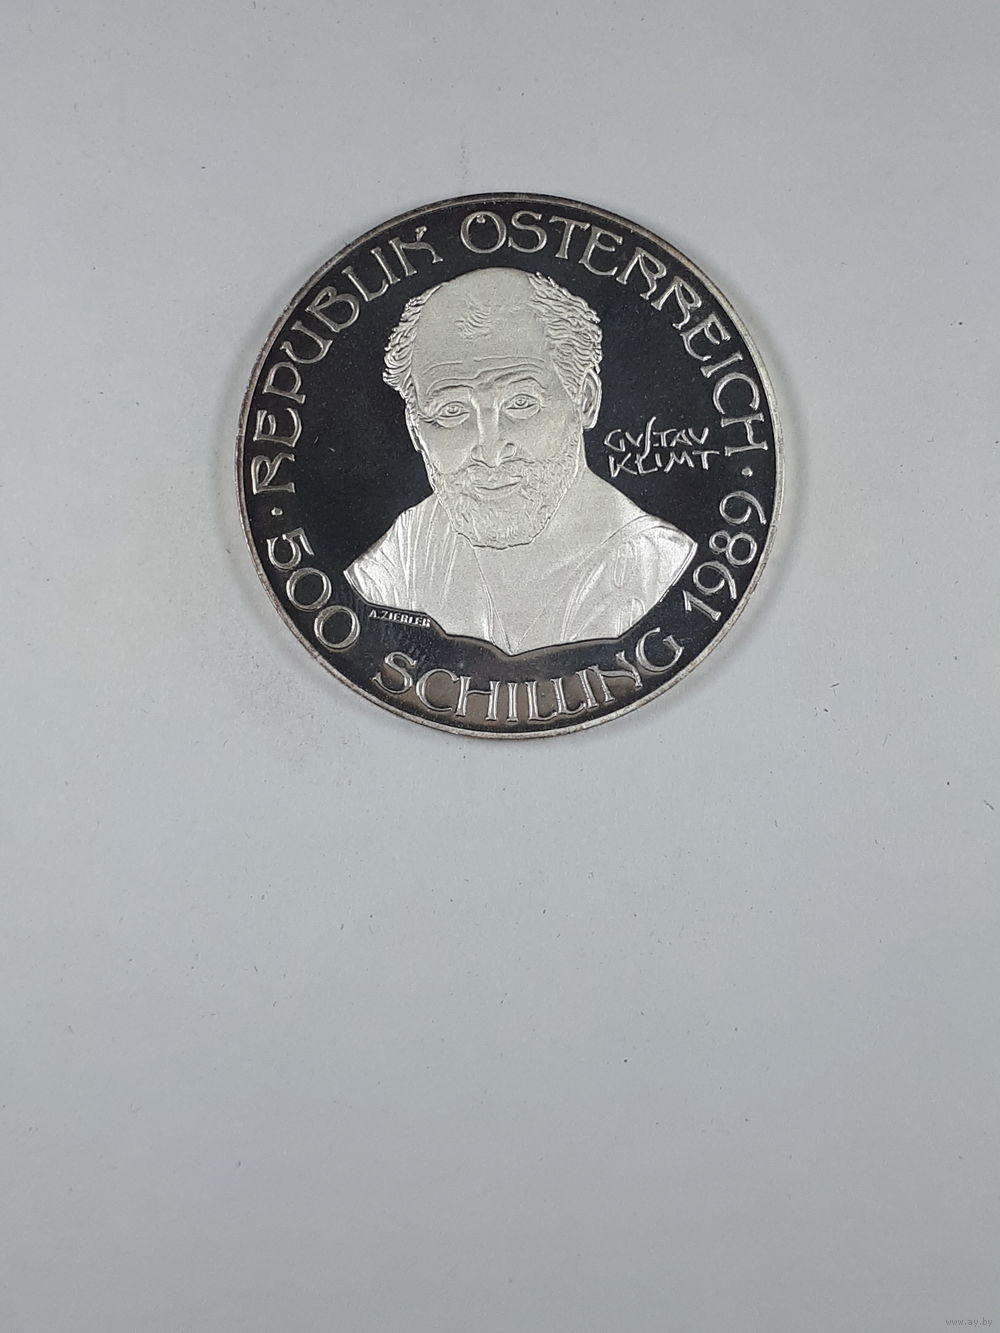 · REPUBLIK ÖSTERREICH ·
GUSTAV
KLIMT
A. ZIERLER
500 SCHILLING 1989
www.ay.by